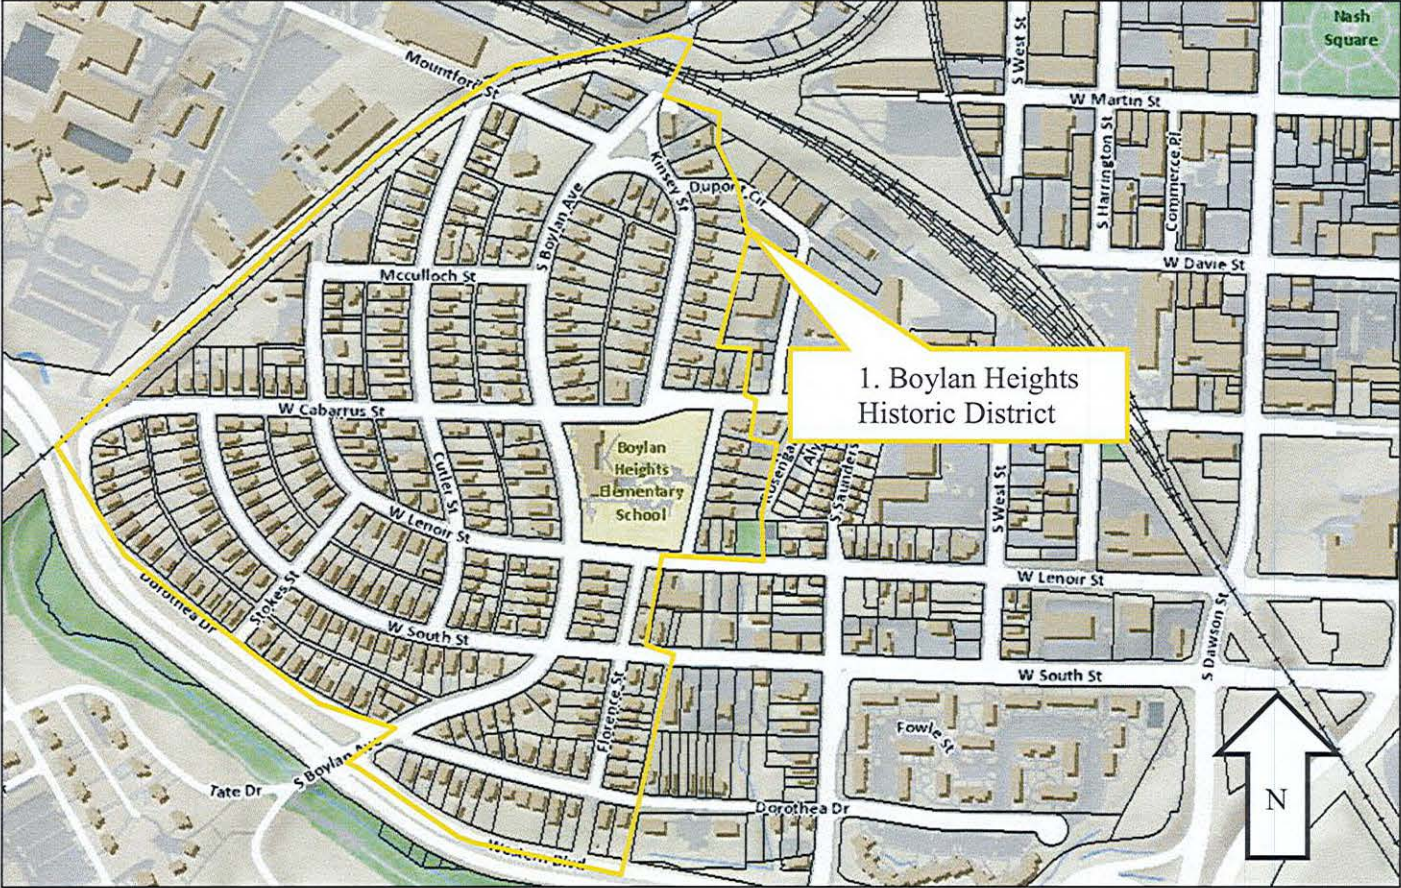 Nash
Square
Mountford St
S West St
W Martin St
S Harrington St
Commerce Pl
Kinsey St
Dupont Cir
S Boylan Ave
Mcculloch St
W Davie St
1. Boylan Heights
Historic District
W Cabarrus St
Boylan
Heights
Elementary
School
Cutler St
S Saunders
S West St
W Lenoir St
W Lenoir St
Dorothea Dr
Stokes St
W South St
S Dawson St
W South St
Florence St
Fowle St
S Boylan Ave
Tate Dr
Dorothea Dr
N
Western Blvd